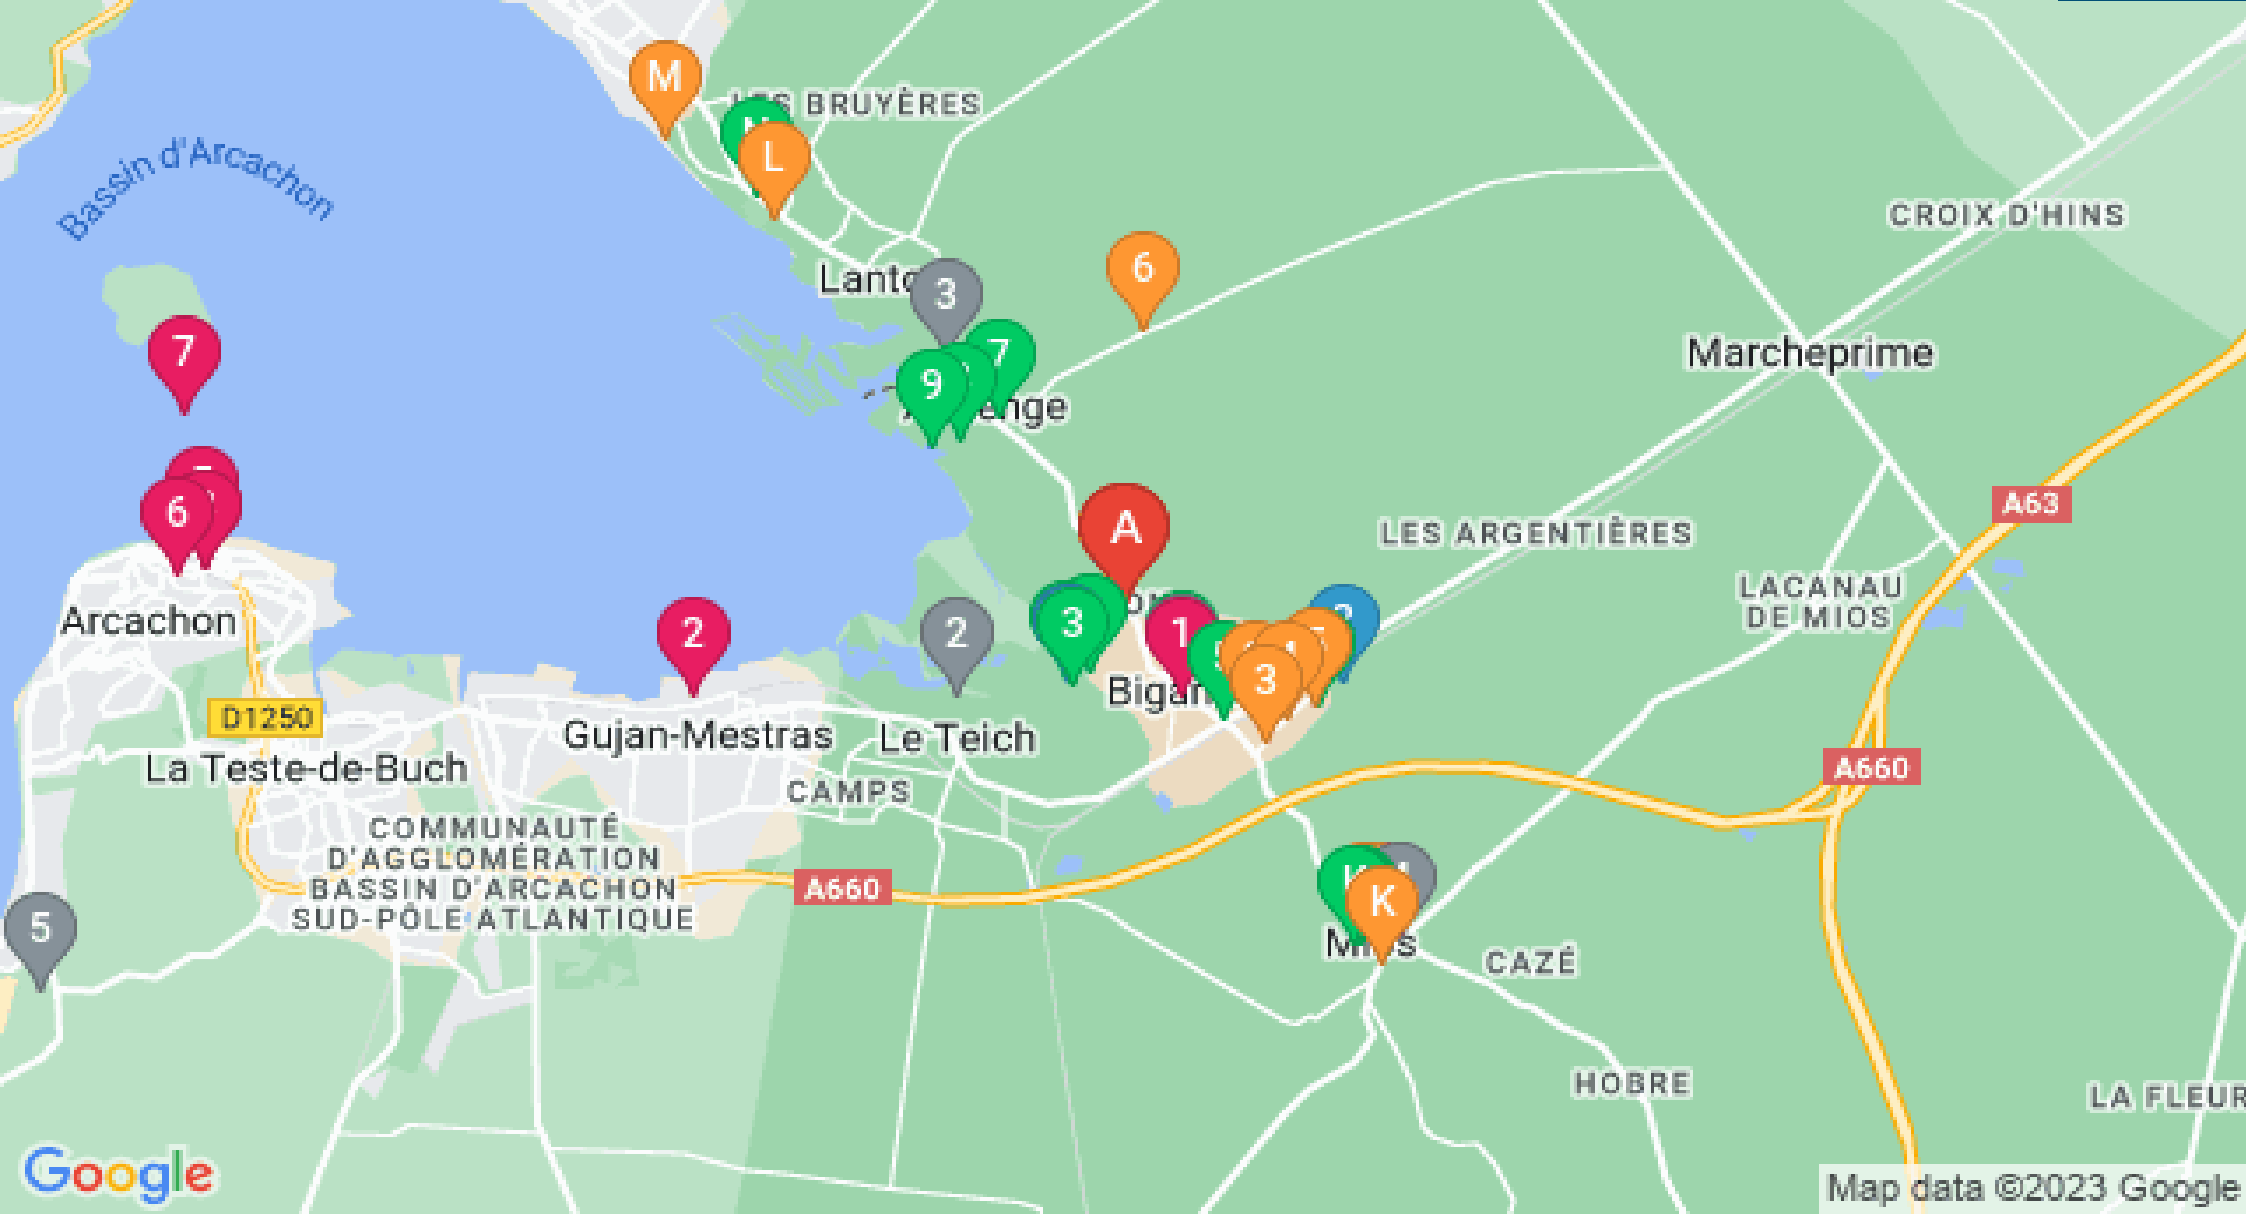 M
LES BRUYÈRES
L
Bassin d'Arcachon
CROIX D'HINS
6
3
7
7
Marcheprime
9
A63
6
A
LES ARGENTIÈRES
LACANAU
DE MIOS
Arcachon
2
2
3
1
3
D1250
Gujan-Mestras
Le Teich
La Teste-de-Buch
A660
CAMPS
COMMUNAUTÉ
D'AGGLOMÉRATION
BASSIN D'ARCACHON
SUD-PÔLE ATLANTIQUE
A660
K
5
CAZÉ
HOBRE
LA FLEUR
Google
Map data ©2023 Google